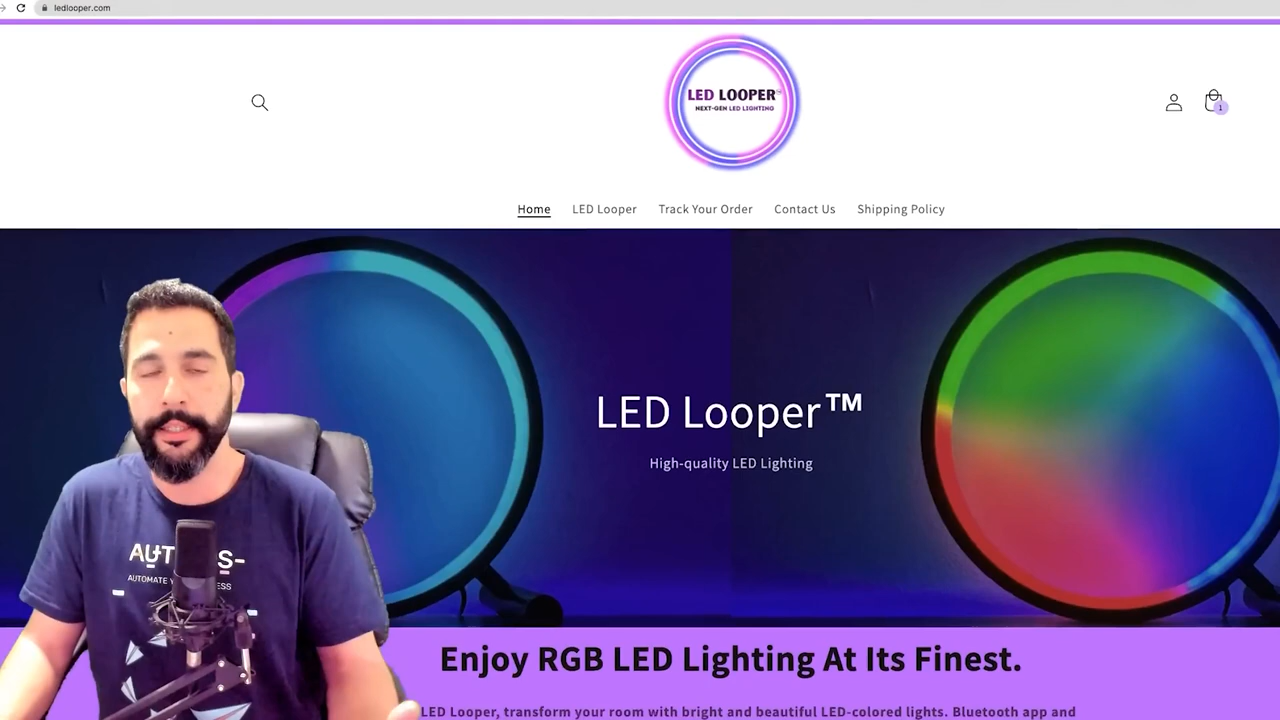 ledlooper.com
LED LOOPER™
NEXT-GEN LED LIGHTING
1
Home LED Looper Track Your Order Contact Us Shipping Policy
LED Looper™
High-quality LED Lighting
AUTOMATE
Enjoy RGB LED Lighting At Its Finest.
LED Looper, transform your room with bright and beautiful LED-colored lights. Bluetooth app and